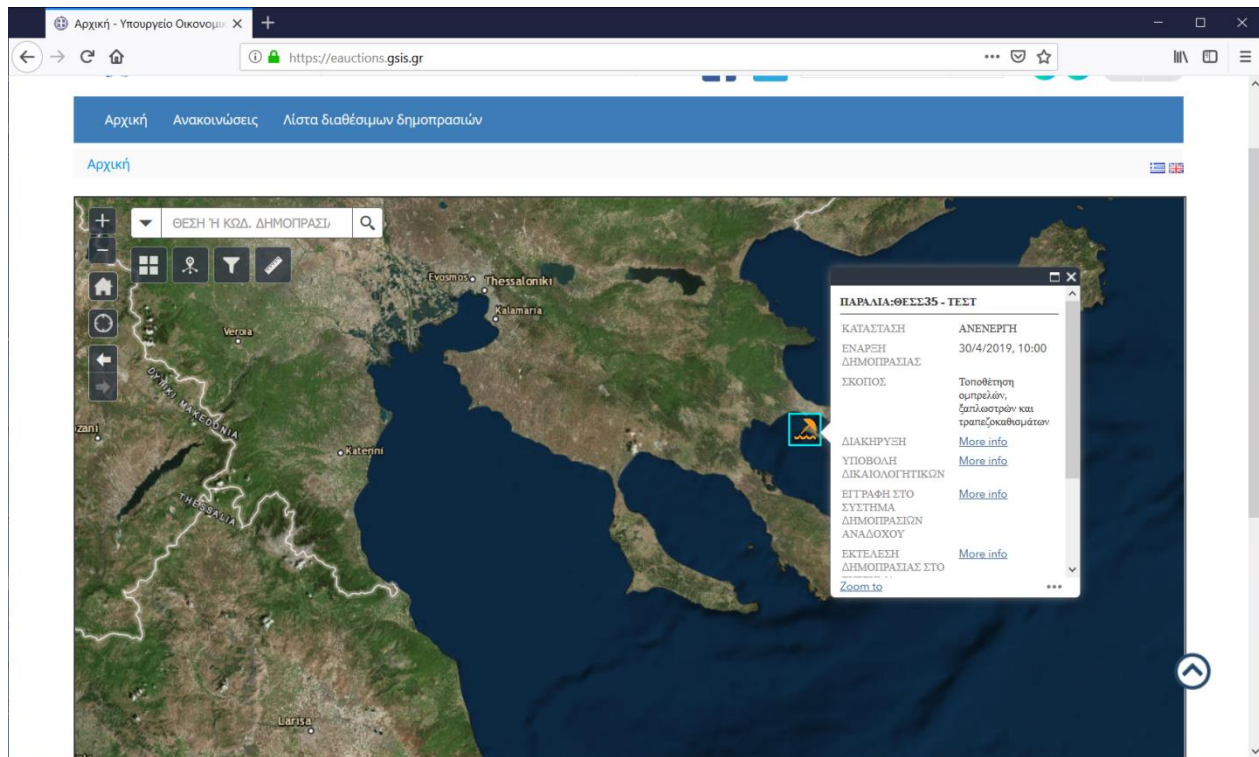 Αρχική - Υπουργείο Οικονομικ
https://eauctions.gsis.gr
Αρχική Ανακοινώσεις Λίστα διαθέσιμων δημοπρασιών
Αρχική
ΘΕΣΗ Ή ΚΩΔ. ΔΗΜΟΠΡΑΣΙ
Evosmos Thessaloniki
Kalamaria
Veroia
DYTIKI MAKEDONIA
zani
Katerini
THESSALIA
Larisa
ΠΑΡΑΛΙΑ:ΘΕΣΣ35 - ΤΕΣΤ
ΚΑΤΑΣΤΑΣΗ ΑΝΕΝΕΡΓΗ
ΕΝΑΡΞΗ 30/4/2019, 10:00
ΔΗΜΟΠΡΑΣΙΑΣ
ΣΚΟΠΟΣ Τοποθέτηση
ομπρελών,
ξαπλωστρών και
τραπεζοκαθισμάτων
ΔΙΑΚΗΡΥΞΗ More info
ΥΠΟΒΟΛΗ More info
ΔΙΚΑΙΟΛΟΓΗΤΙΚΩΝ
ΕΓΓΡΑΦΗ ΣΤΟ More info
ΣΥΣΤΗΜΑ
ΔΗΜΟΠΡΑΣΙΩΝ
ΑΝΑΔΟΧΟΥ
ΕΚΤΕΛΕΣΗ More info
ΔΗΜΟΠΡΑΣΙΑΣ ΣΤΟ
Zoom to